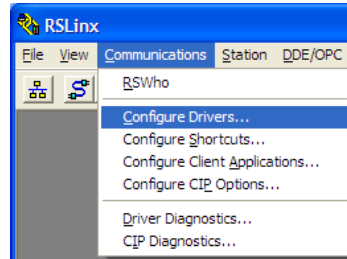 RSLinx
File View Communications Station DDE/OPC
RSWho
Configure Drivers...
Configure Shortcuts...
Configure Client Applications...
Configure CIP Options...
Driver Diagnostics...
CIP Diagnostics...